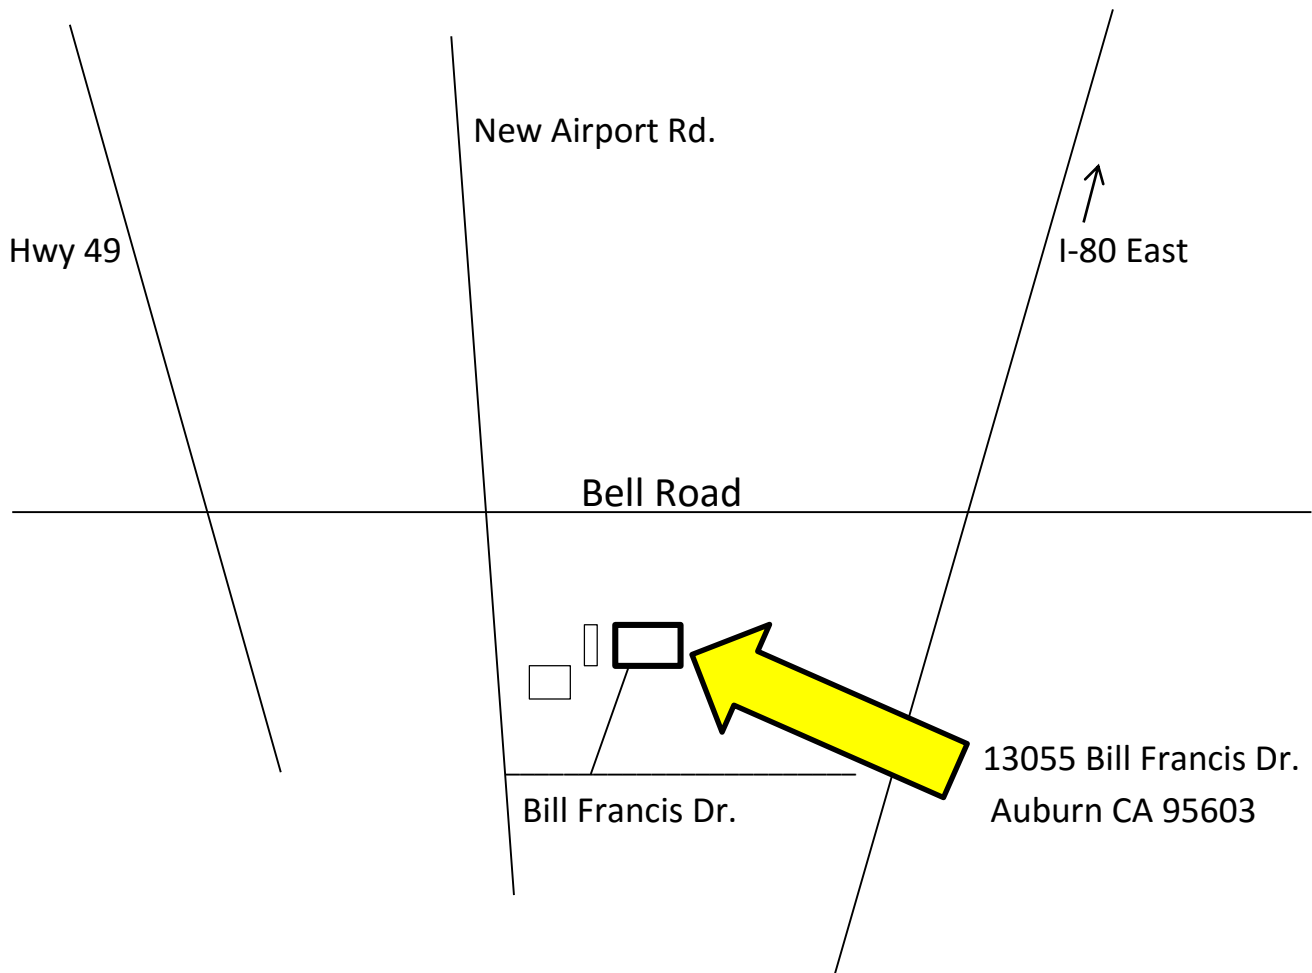 New Airport Rd.
Hwy 49
I-80 East
Bell Road
13055 Bill Francis Dr.
Auburn CA 95603
Bill Francis Dr.